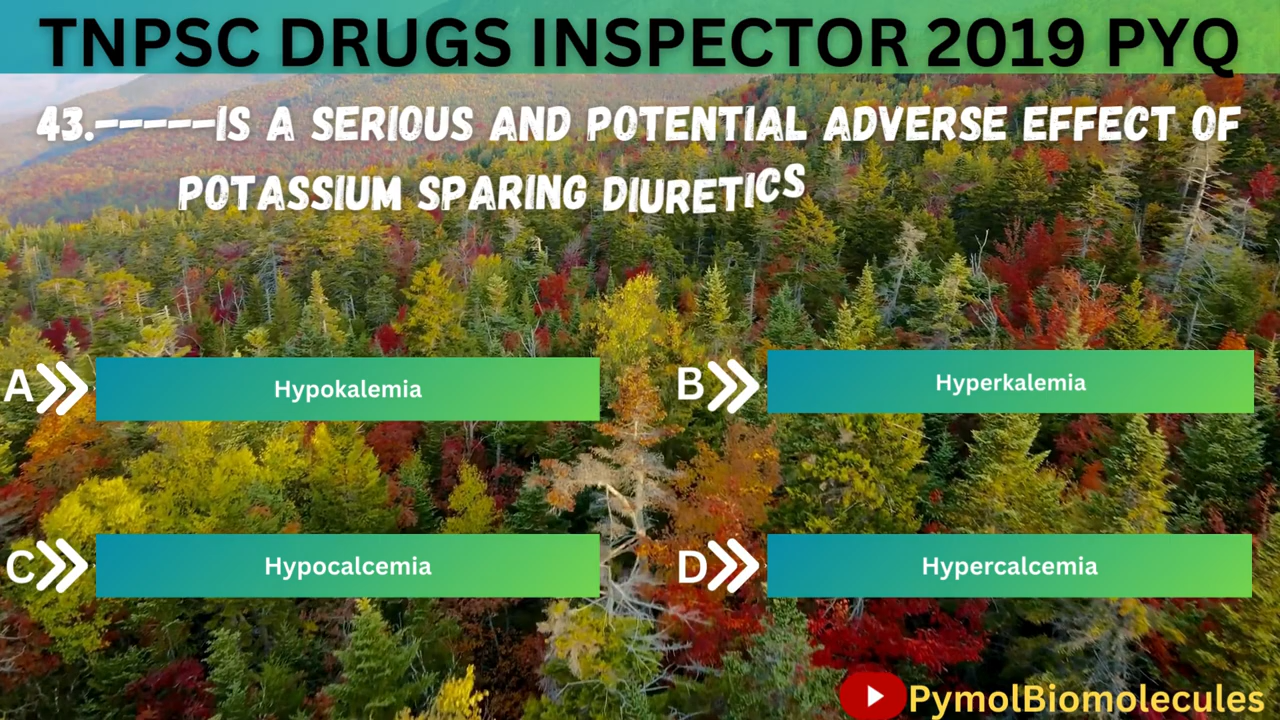 TNPSC DRUGS INSPECTOR 2019 PYQ
43.-----IS A SERIOUS AND POTENTIAL ADVERSE EFFECT OF
POTASSIUM SPARING DIURETICS
A Hypokalemia
B Hyperkalemia
C Hypocalcemia
D Hypercalcemia
PymolBiomolecules